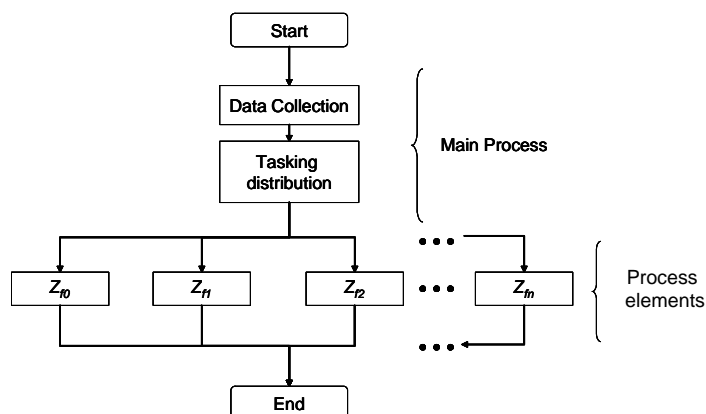 Start
Data Collection
Main Process
Tasking
distribution
• • •
Zf0
Zf1
Zf2
• • •
Zfn
Process
elements
• • •
End